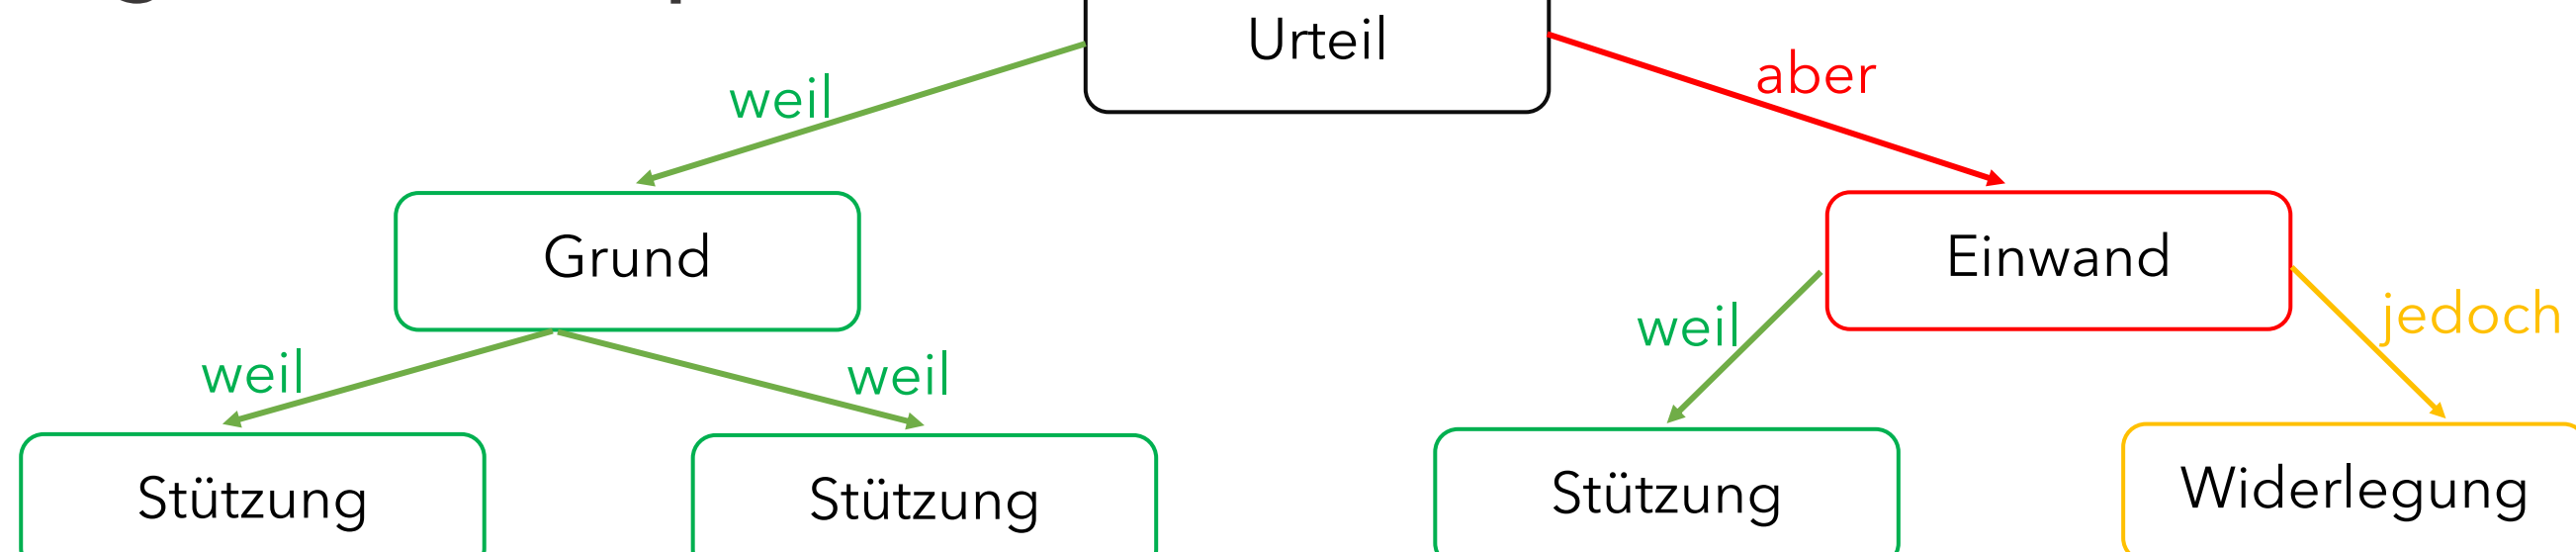 Urteil
weil
aber
Grund
Einwand
weil
weil
weil
jedoch
Stützung
Stützung
Stützung
Widerlegung